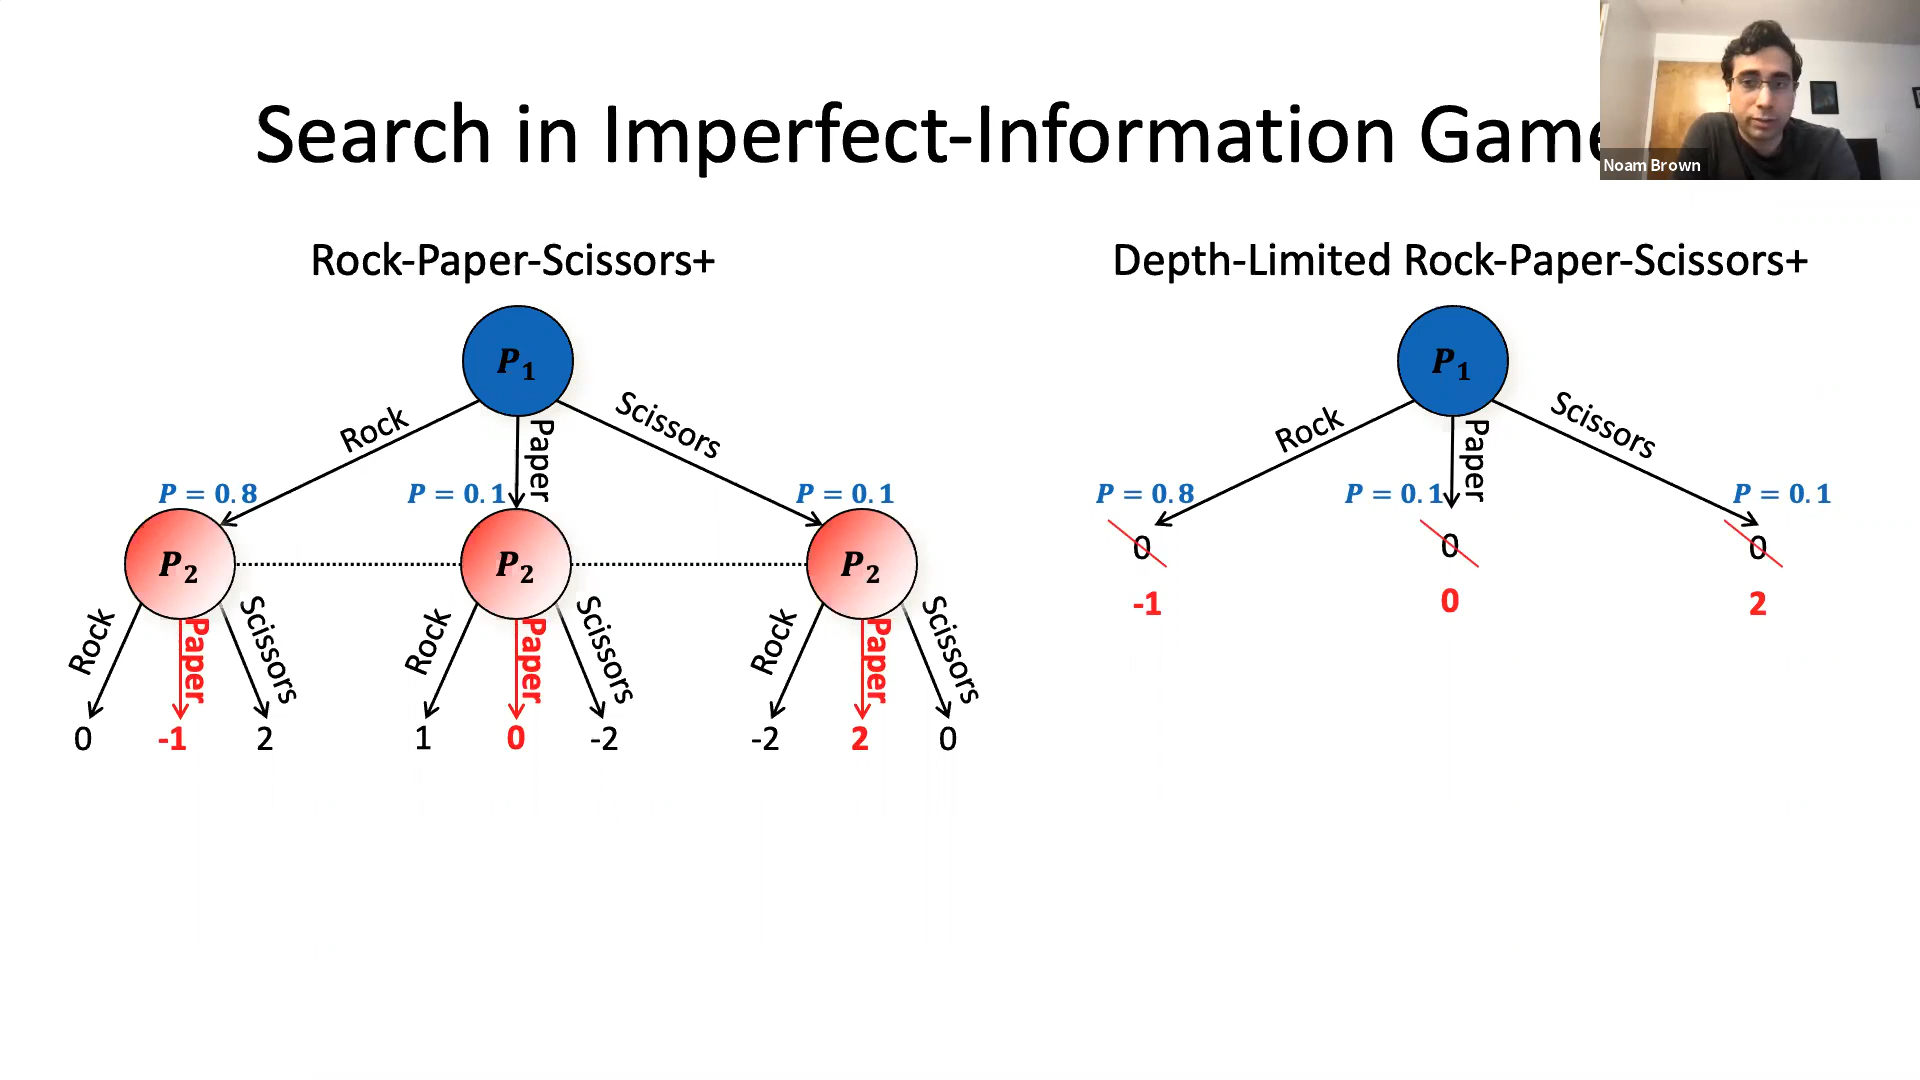 Search in Imperfect-Information Game
Noam Brown
Rock-Paper-Scissors+
P1
Rock
Paper
Scissors
P = 0.8
P = 0.1
P = 0.1
P2
P2
P2
Rock
Paper
Scissors
Rock
Paper
Scissors
Rock
Paper
Scissors
0
-1
2
1
0
-2
-2
2
0
Depth-Limited Rock-Paper-Scissors+
P1
Rock
Paper
Scissors
P = 0.8
P = 0.1
P = 0.1
0
0
0
-1
0
2